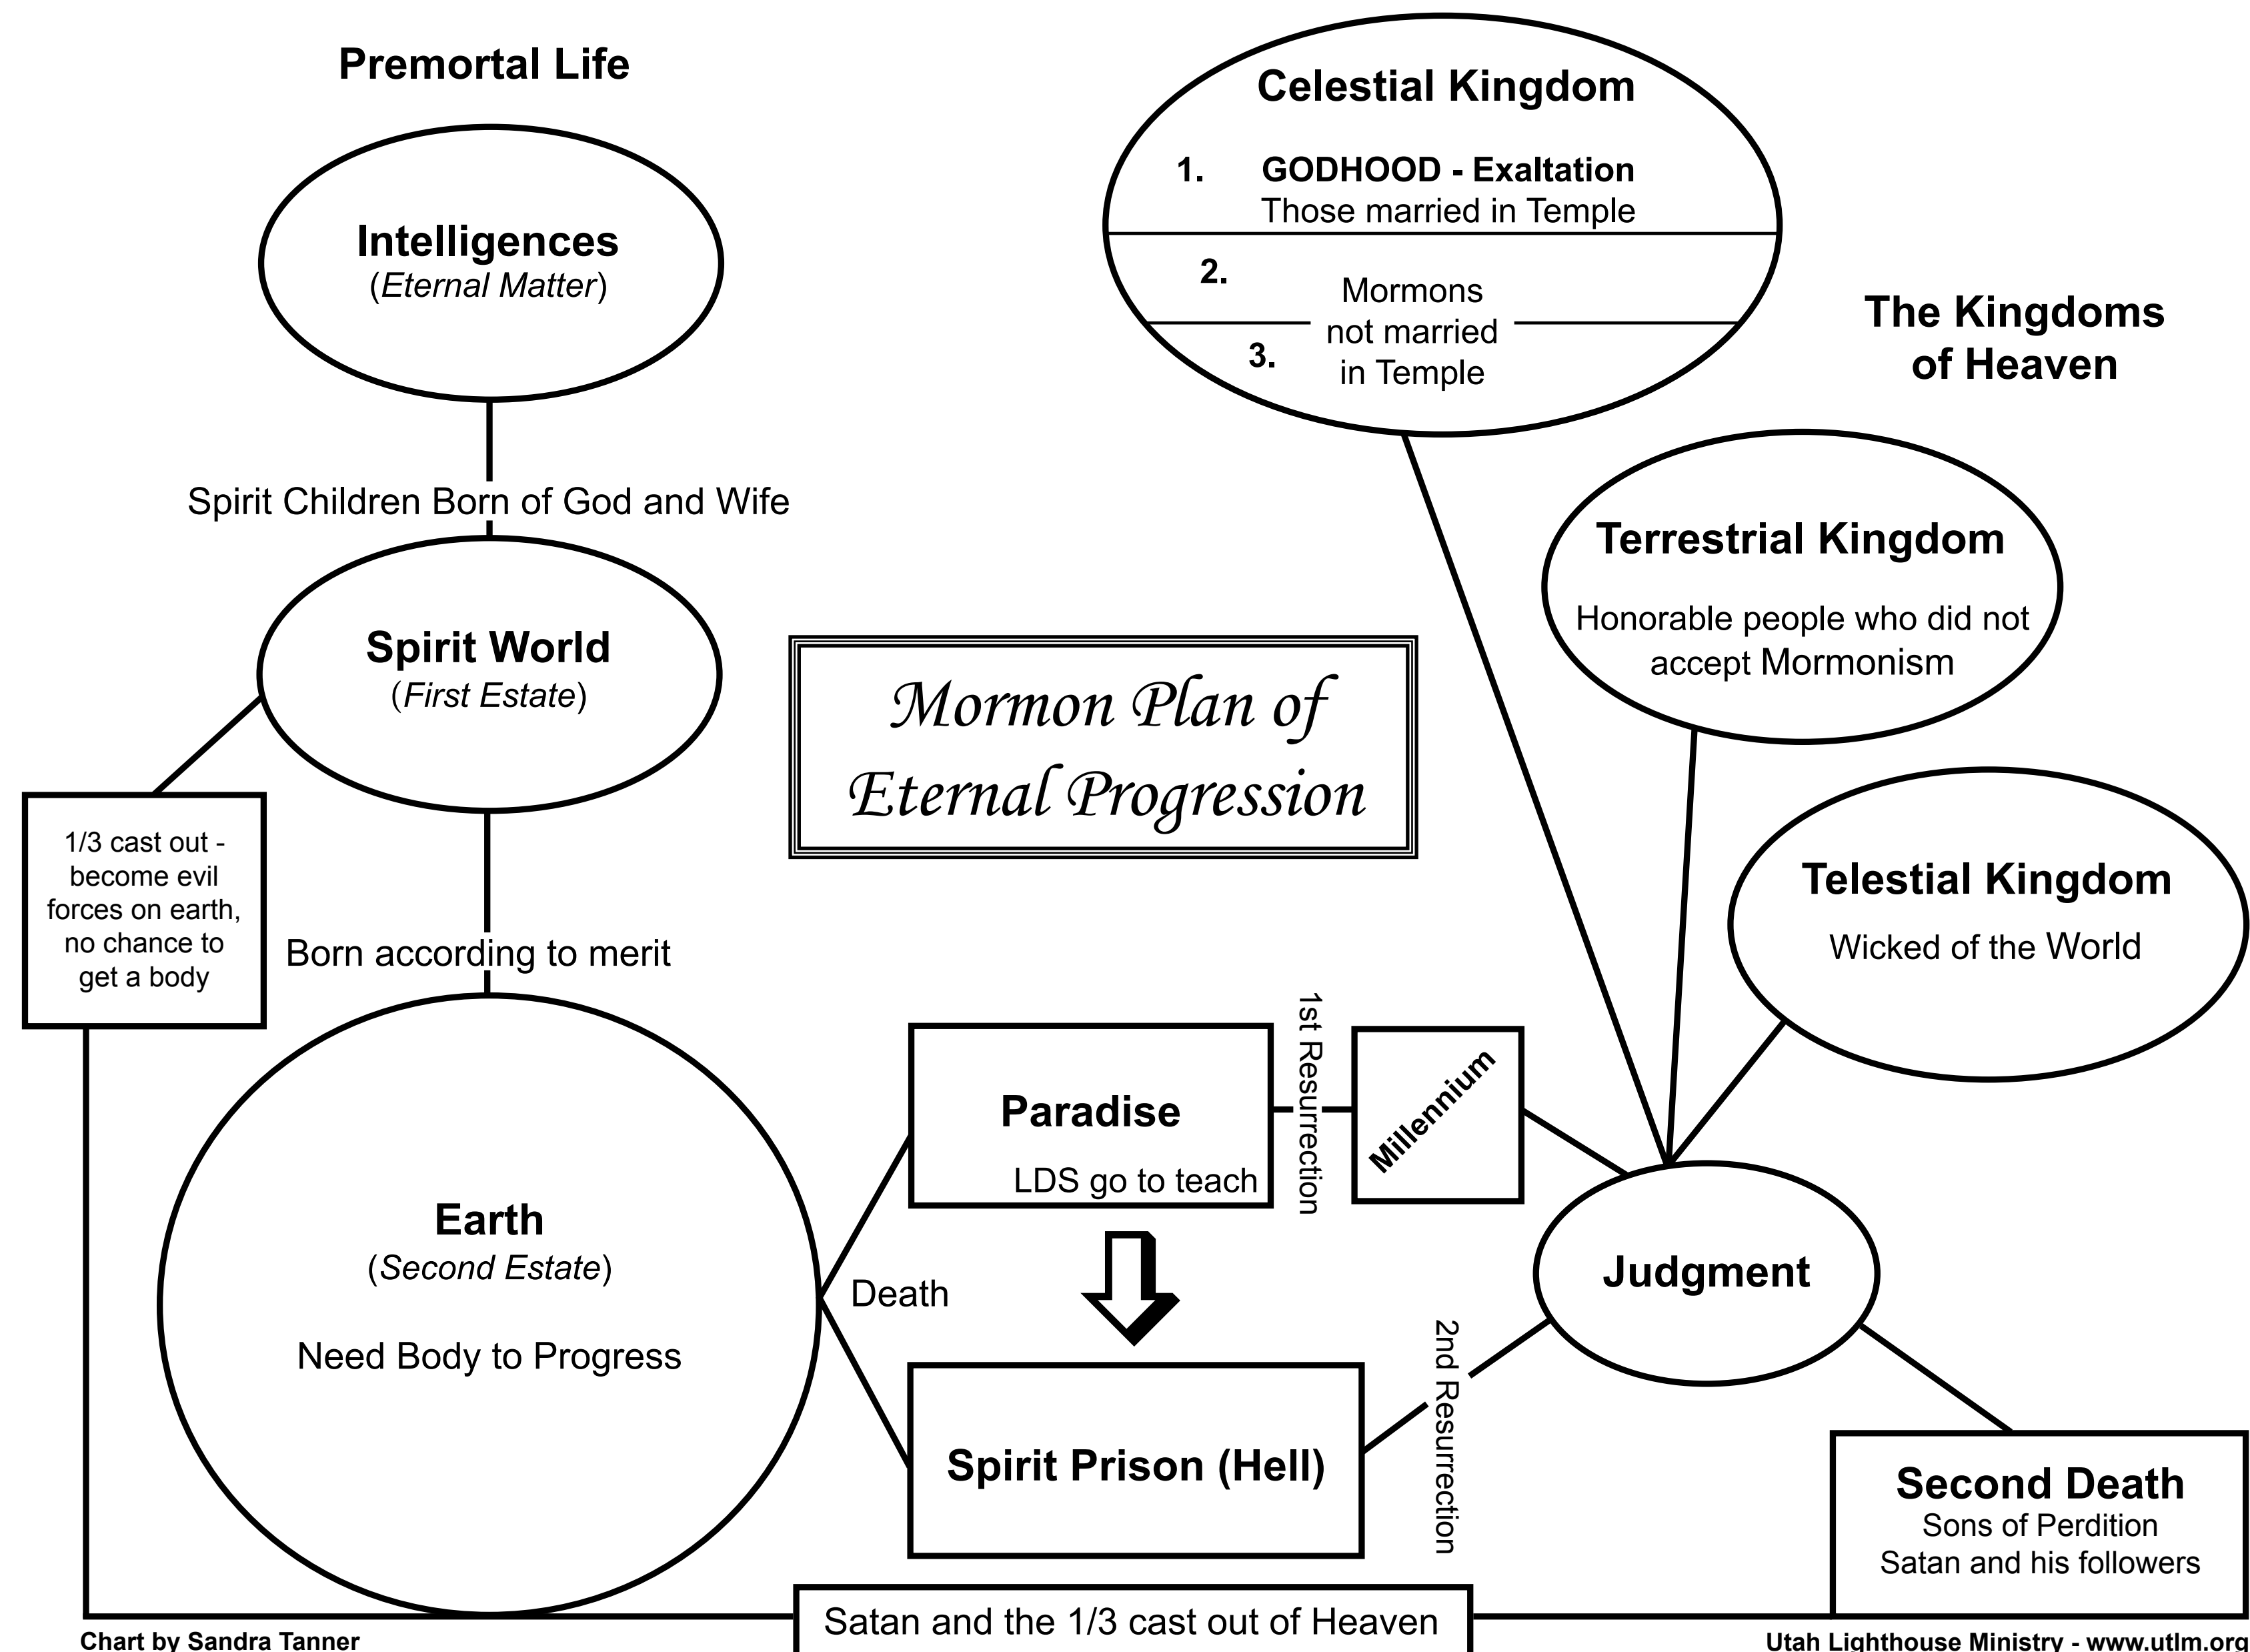 Premortal Life
Intelligences
(Eternal Matter)
Spirit Children Born of God and Wife
Spirit World
(First Estate)
1/3 cast out -
become evil
forces on earth,
no chance to
get a body
Born according to merit
Earth
(Second Estate)
Need Body to Progress
Mormon Plan of
Eternal Progression
Death
Paradise
LDS go to teach
Spirit Prison (Hell)
1st Resurrection
Millennium
2nd Resurrection
Judgment
Celestial Kingdom
1. GODHOOD - Exaltation
Those married in Temple
2.
Mormons
not married
3.
in Temple
The Kingdoms
of Heaven
Terrestrial Kingdom
Honorable people who did not
accept Mormonism
Telestial Kingdom
Wicked of the World
Second Death
Sons of Perdition
Satan and his followers
Satan and the 1/3 cast out of Heaven
Chart by Sandra Tanner
Utah Lighthouse Ministry - www.utlm.org